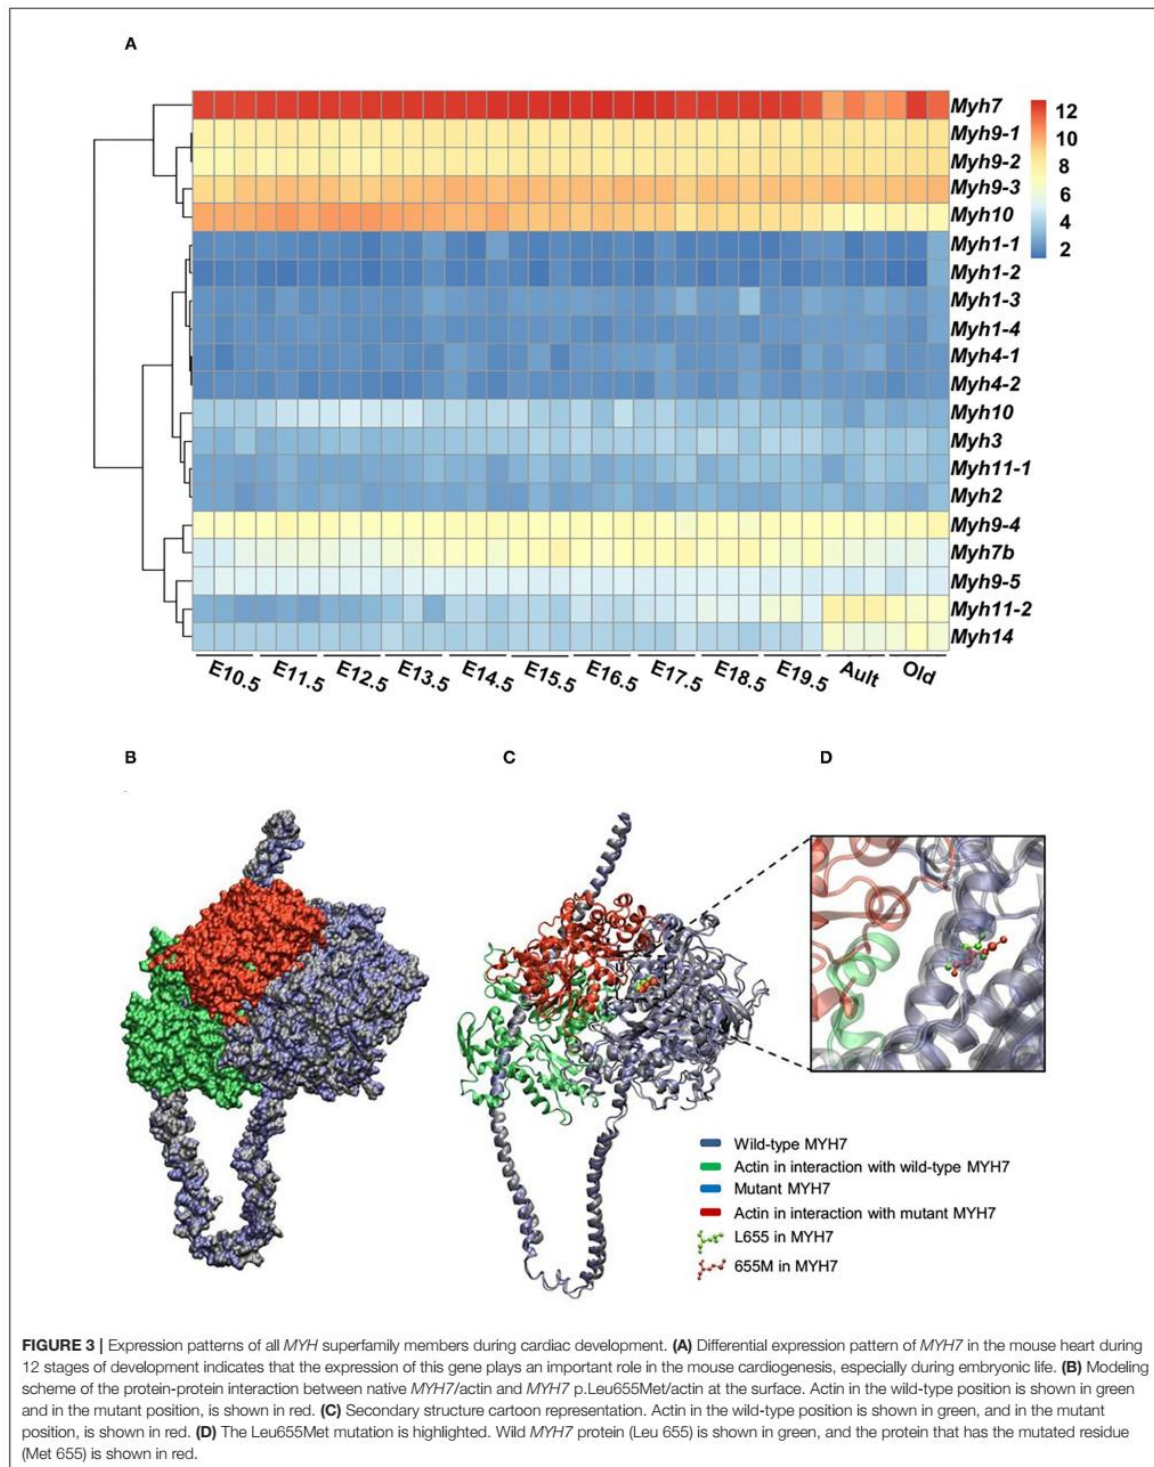 A
Myh7
Myh9-1
Myh9-2
Myh9-3
Myh10
Myh1-1
Myh1-2
Myh1-3
Myh1-4
Myh4-1
Myh4-2
Myh10
Myh3
Myh11-1
Myh2
Myh9-4
Myh7b
Myh9-5
Myh11-2
Myh14
12
10
8
6
4
2
E10.5 E11.5 E12.5 E13.5 E14.5 E15.5 E16.5 E17.5 E18.5 E19.5 Ault Old
B C D
Wild-type MYH7
Actin in interaction with wild-type MYH7
Mutant MYH7
Actin in interaction with mutant MYH7
L655 in MYH7
655M in MYH7
FIGURE 3 | Expression patterns of all MYH superfamily members during cardiac development. (A) Differential expression pattern of MYH7 in the mouse heart during
12 stages of development indicates that the expression of this gene plays an important role in the mouse cardiogenesis, especially during embryonic life. (B) Modeling
scheme of the protein-protein interaction between native MYH7/actin and MYH7 p.Leu655Met/actin at the surface. Actin in the wild-type position is shown in green
and in the mutant position, is shown in red. (C) Secondary structure cartoon representation. Actin in the wild-type position is shown in green, and in the mutant
position, is shown in red. (D) The Leu655Met mutation is highlighted. Wild MYH7 protein (Leu 655) is shown in green, and the protein that has the mutated residue
(Met 655) is shown in red.